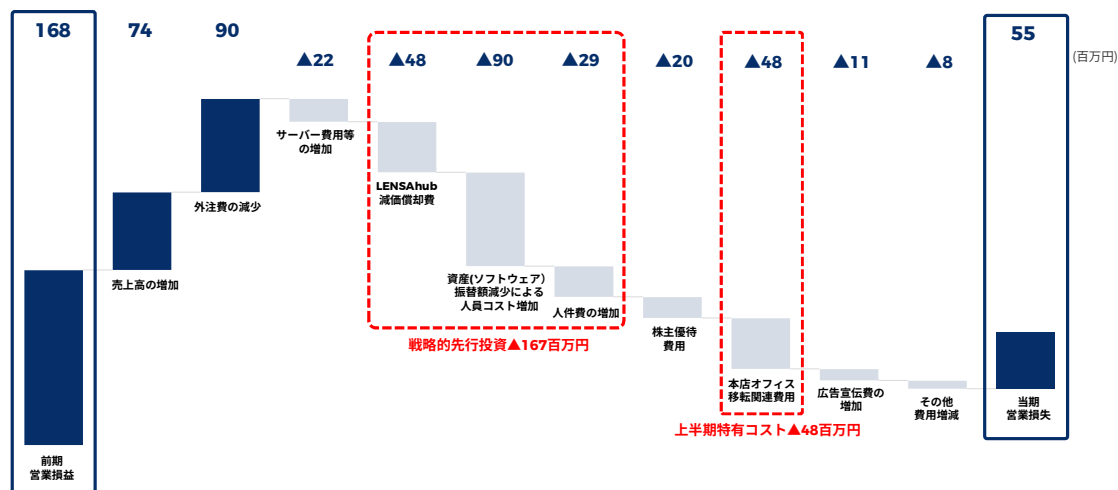 168
74
90
▲22
▲48
▲90
▲29
▲20
▲48
▲11
▲8
55
(百万円)
サーバー費用等
の増加
LENSAhub
減価償却費
外注費の減少
売上高の増加
資産(ソフトウェア)
振替額減少による
人員コスト増加
人件費の増加
株主優待
費用
戦略的先行投資▲167百万円
本店オフィス
移転関連費用
広告宣伝費の
増加
その他
費用増減
当期
営業損失
上半期特有コスト▲48百万円
前期
営業損益